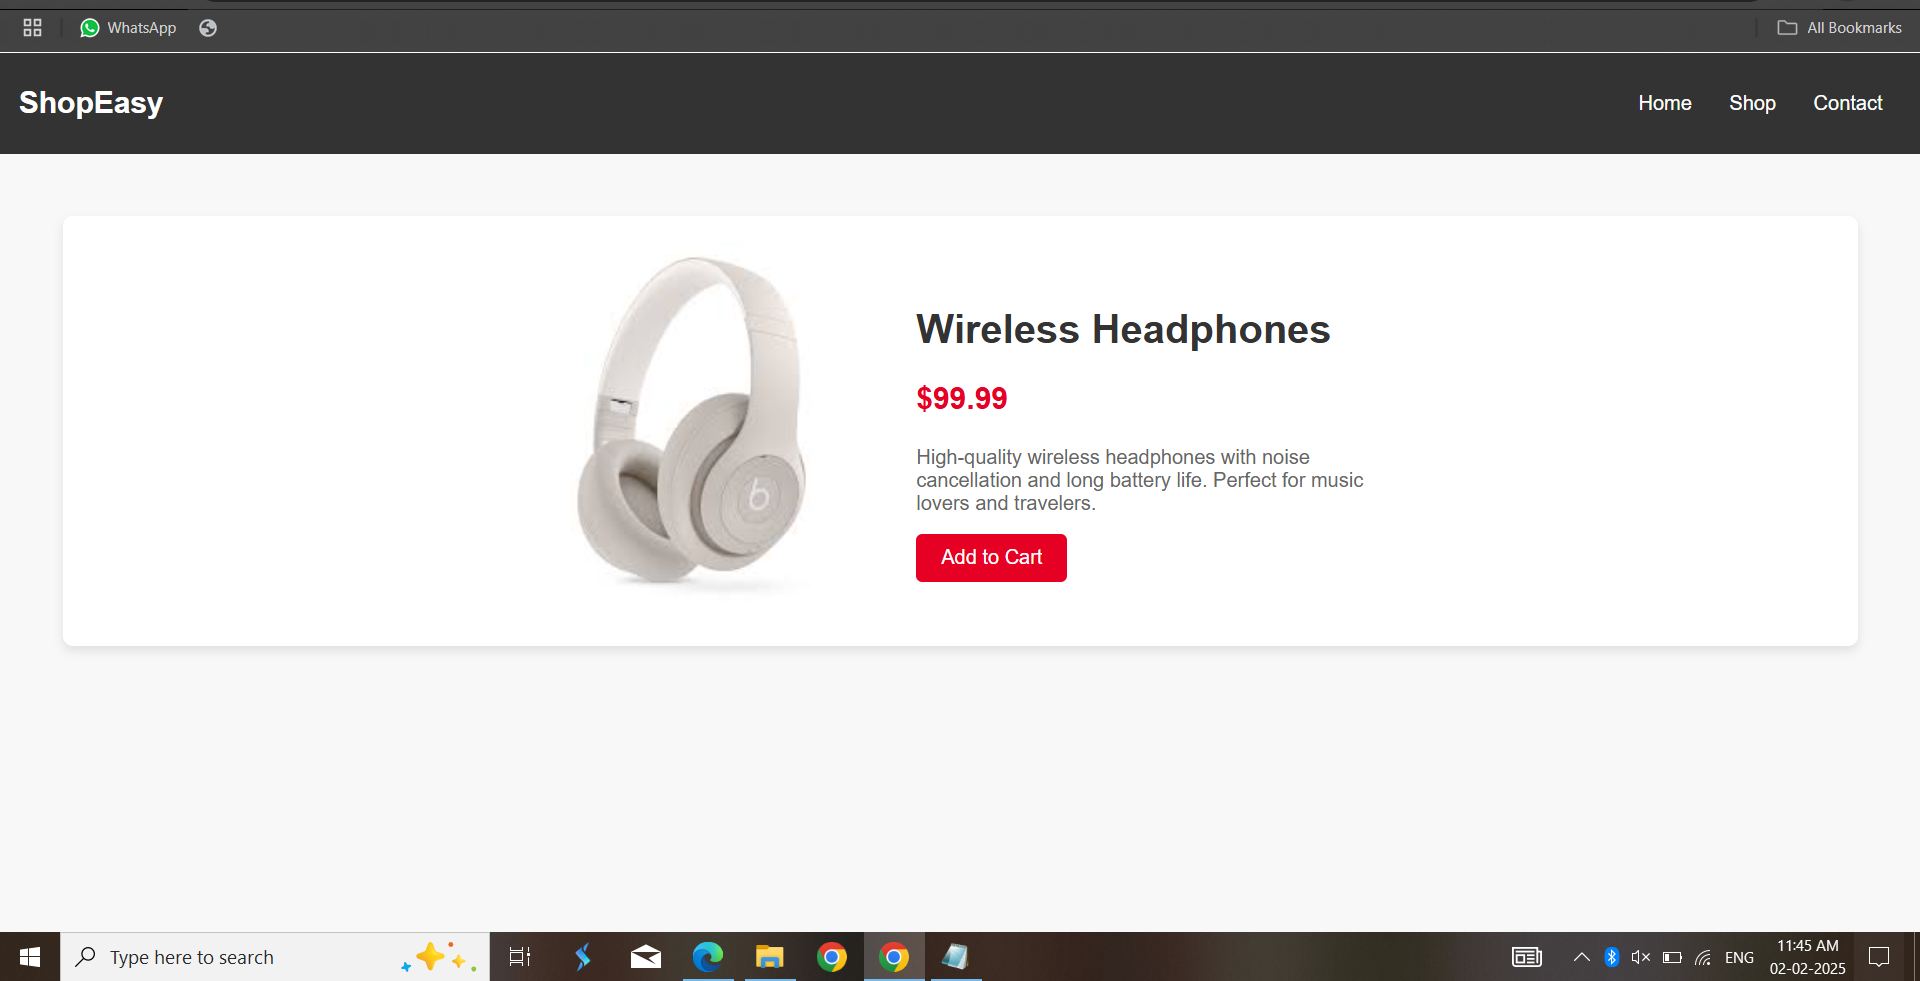 WhatsApp
All Bookmarks
ShopEasy
Home
Shop
Contact
Wireless Headphones
$99.99
High-quality wireless headphones with noise
cancellation and long battery life. Perfect for music
lovers and travelers.
Add to Cart
b
Type here to search
ENG
11:45 AM
02-02-2025